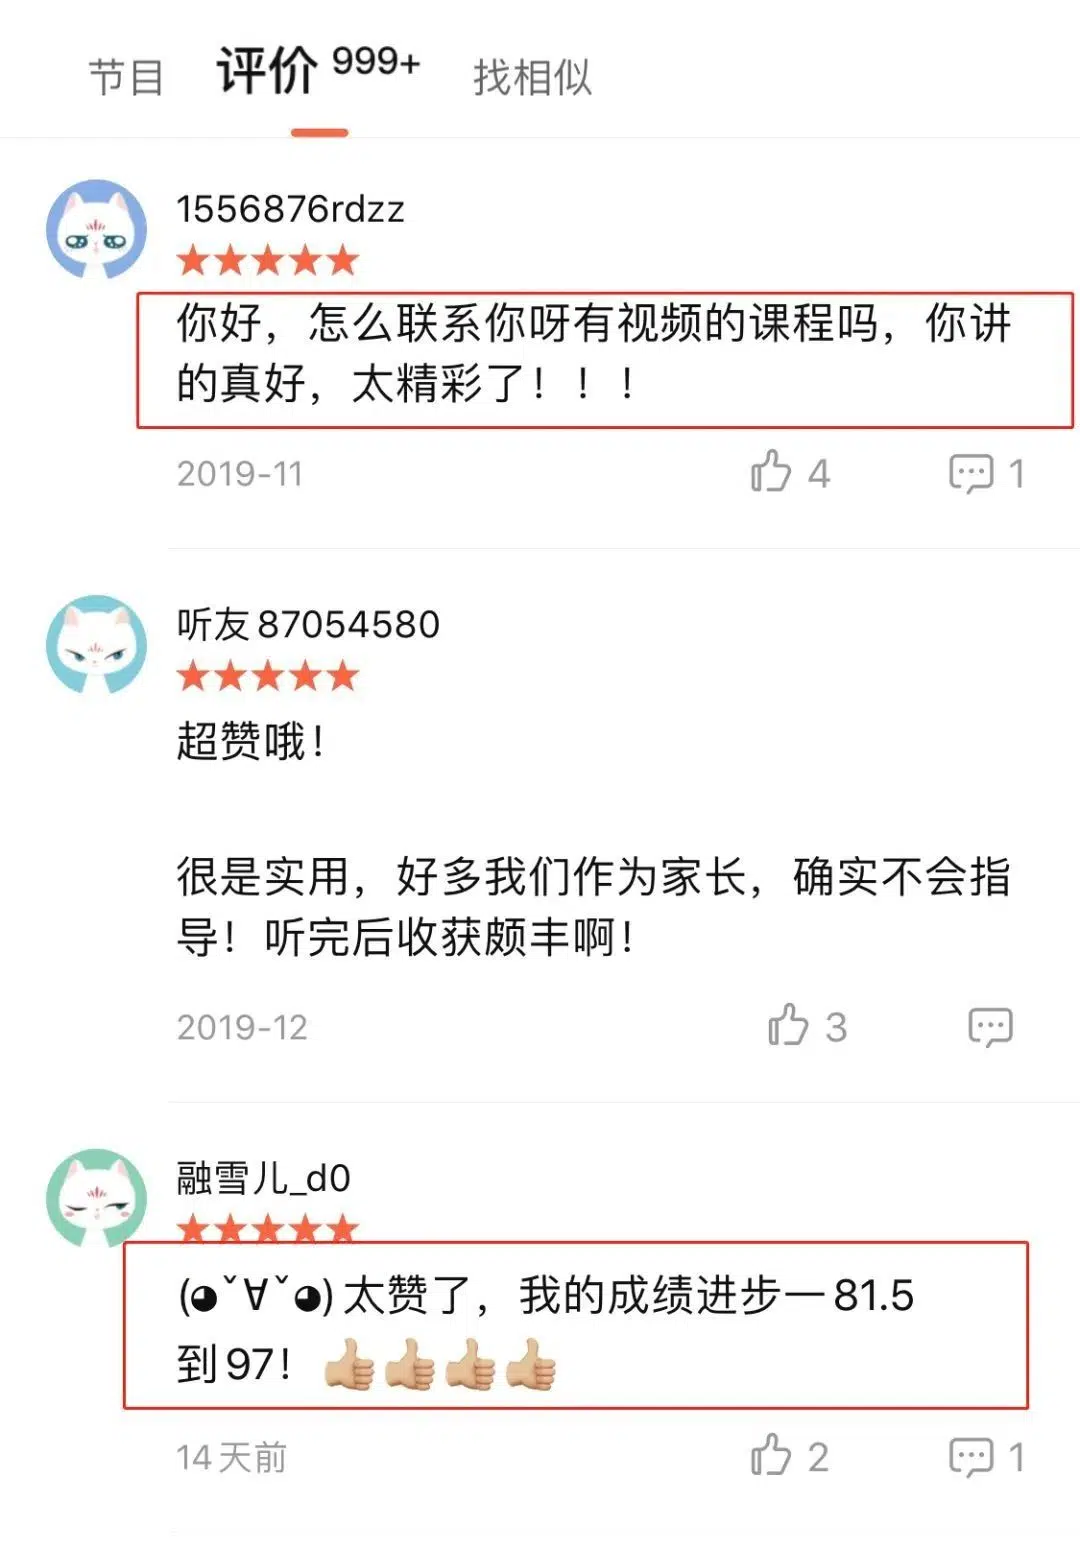 节目 评价 999+ 找相似
1556876rdzz
你好，怎么联系你呀有视频的课程吗，你讲
的真好，太精彩了！！！
2019-11 4 1
听友87054580
超赞哦！
很是实用，好多我们作为家长，确实不会指
导！听完后收获颇丰啊！
2019-12 3
融雪儿_d0
(◕ˇ∀ˇ◕)太赞了，我的成绩进步一81.5
到97！👍🏼👍🏼👍🏼👍🏼
14天前 2 1